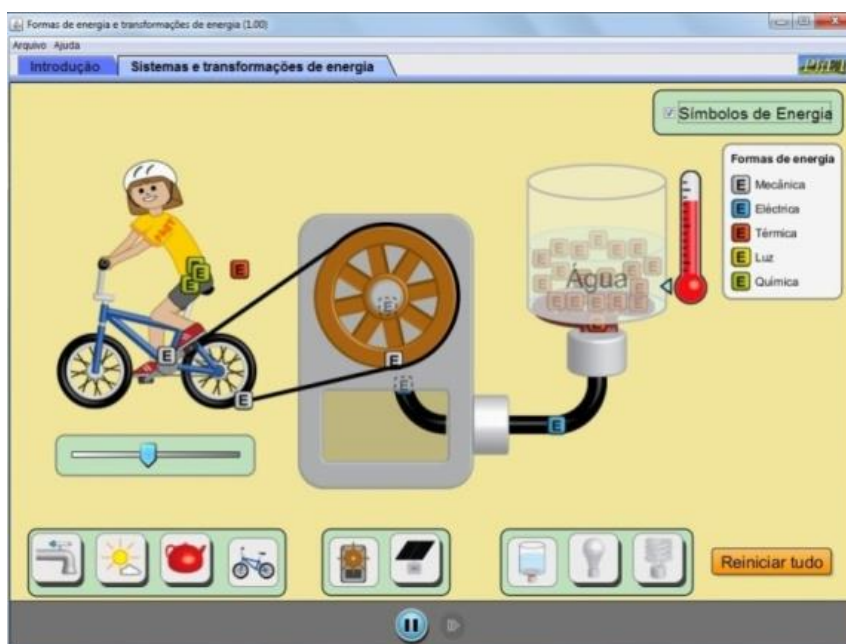 Formas de energia e transformações de energia (1.00)
Arquivo Ajuda
Introdução
Sistemas e transformações de energia
Símbolos de Energia
Formas de energia
E Mecânica
E Eléctrica
E Térmica
E Luz
E Química
E
E
E
E
E
E
E
E
Água
Reiniciar tudo